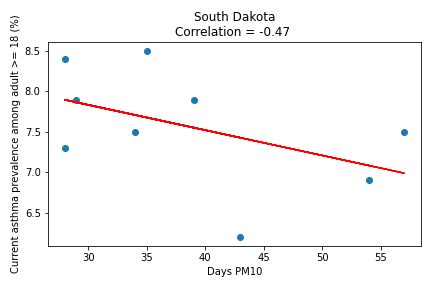 South Dakota
Correlation = -0.47
Current asthma prevalence among adult >= 18 (%)
8.5
8.0
7.5
7.0
6.5
30
35
40
45
50
55
Days PM10